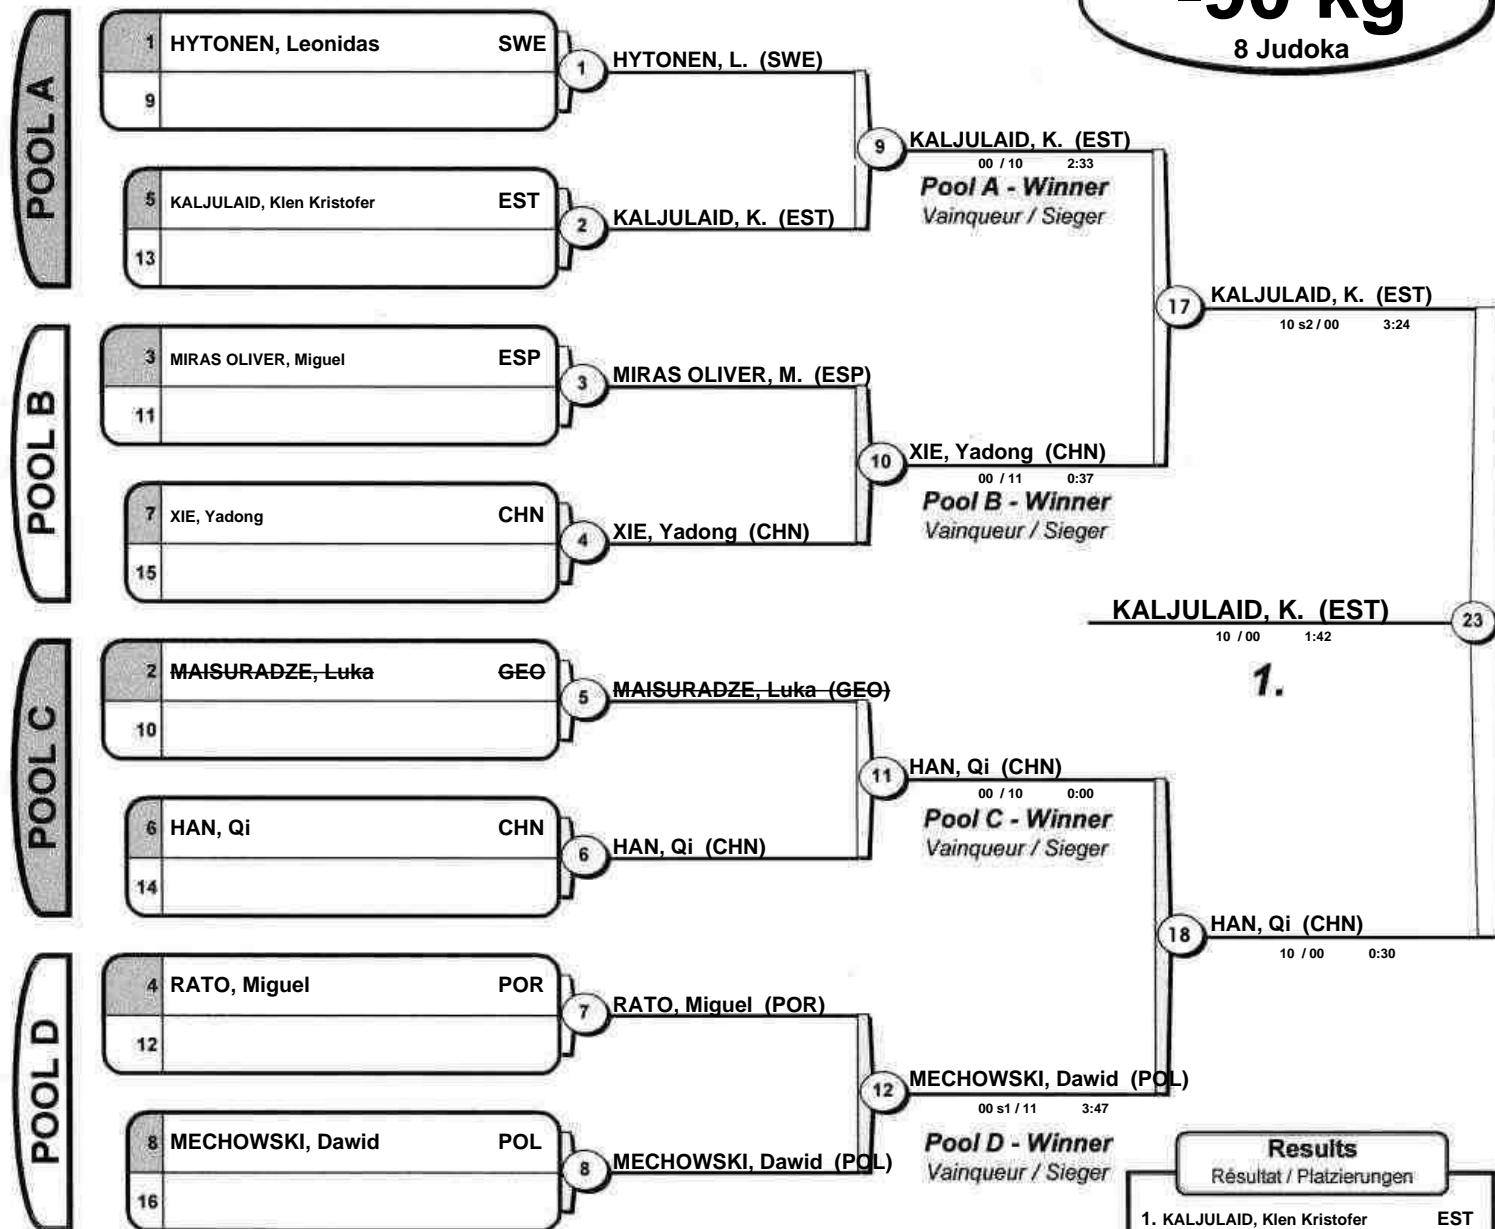 -90 kg
8 Judoka
POOL A
1 HYTONEN, Leonidas SWE
9
5 KALJULAID, Klen Kristofer EST
13
1 HYTONEN, L. (SWE)
2 KALJULAID, K. (EST)
9 KALJULAID, K. (EST)
00 / 10 2:33
Pool A - Winner
Vainqueur / Sieger
POOL B
3 MIRAS OLIVER, Miguel ESP
11
7 XIE, Yadong CHN
15
3 MIRAS OLIVER, M. (ESP)
4 XIE, Yadong (CHN)
10 XIE, Yadong (CHN)
00 / 11 0:37
Pool B - Winner
Vainqueur / Sieger
17 KALJULAID, K. (EST)
10 s2 / 00 3:24
POOL C
2 MAISURADZE, Luka GEO
10
6 HAN, Qi CHN
14
5 MAISURADZE, Luka (GEO)
6 HAN, Qi (CHN)
11 HAN, Qi (CHN)
00 / 10 0:00
Pool C - Winner
Vainqueur / Sieger
POOL D
4 RATO, Miguel POR
12
8 MECHOWSKI, Dawid POL
16
7 RATO, Miguel (POR)
8 MECHOWSKI, Dawid (POL)
12 MECHOWSKI, Dawid (POL)
00 s1 / 11 3:47
Pool D - Winner
Vainqueur / Sieger
18 HAN, Qi (CHN)
10 / 00 0:30
KALJULAID, K. (EST) 23
10 / 00 1:42
1.
Results
Résultat / Platzierungen
1. KALJULAID, Klen Kristofer EST